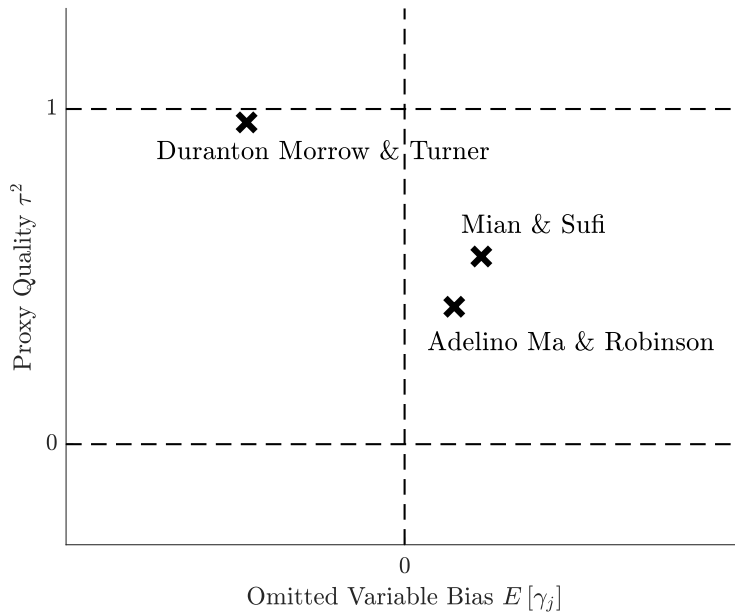 1
Duranton Morrow & Turner
Mian & Sufi
Adelino Ma & Robinson
0
0
Proxy Quality τ²
Omitted Variable Bias E [γⱼ]